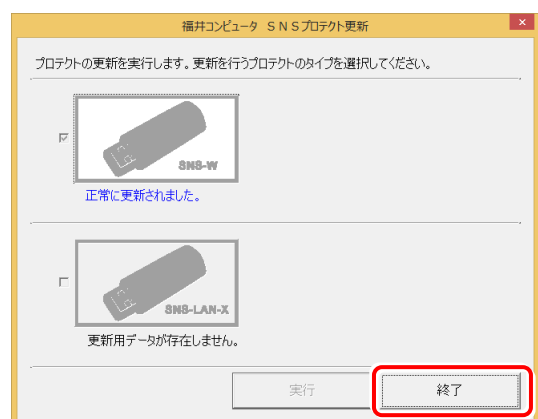 福井コンピュータ ＳＮＳプロテクト更新
プロテクトの更新を実行します。更新を行うプロテクトのタイプを選択してください。
SNS-W
正常に更新されました。
SNS-LAN-X
更新用データが存在しません。
実行
終了